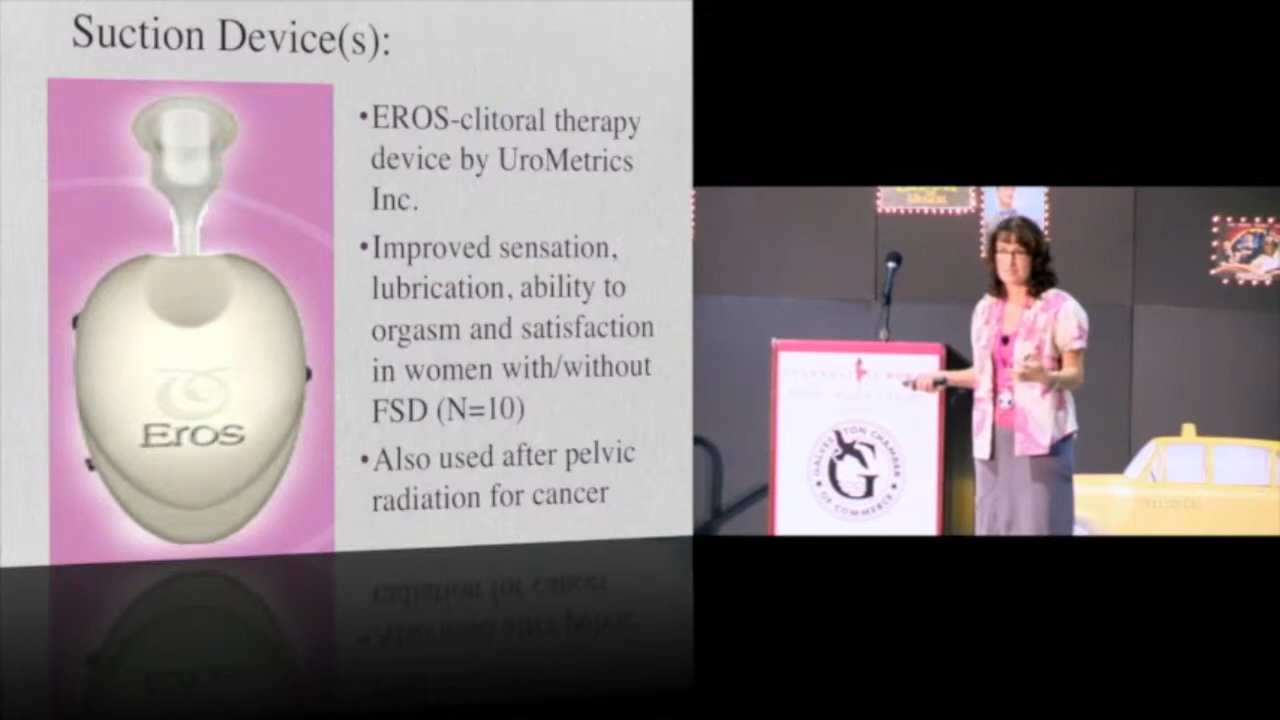 Suction Device(s):
•EROS-clitoral therapy
device by UroMetrics
Inc.
•Improved sensation,
lubrication, ability to
orgasm and satisfaction
in women with/without
FSD (N=10)
•Also used after pelvic
radiation for cancer
Eros
GALVESTON CHAMBER
OF COMMERCE
G